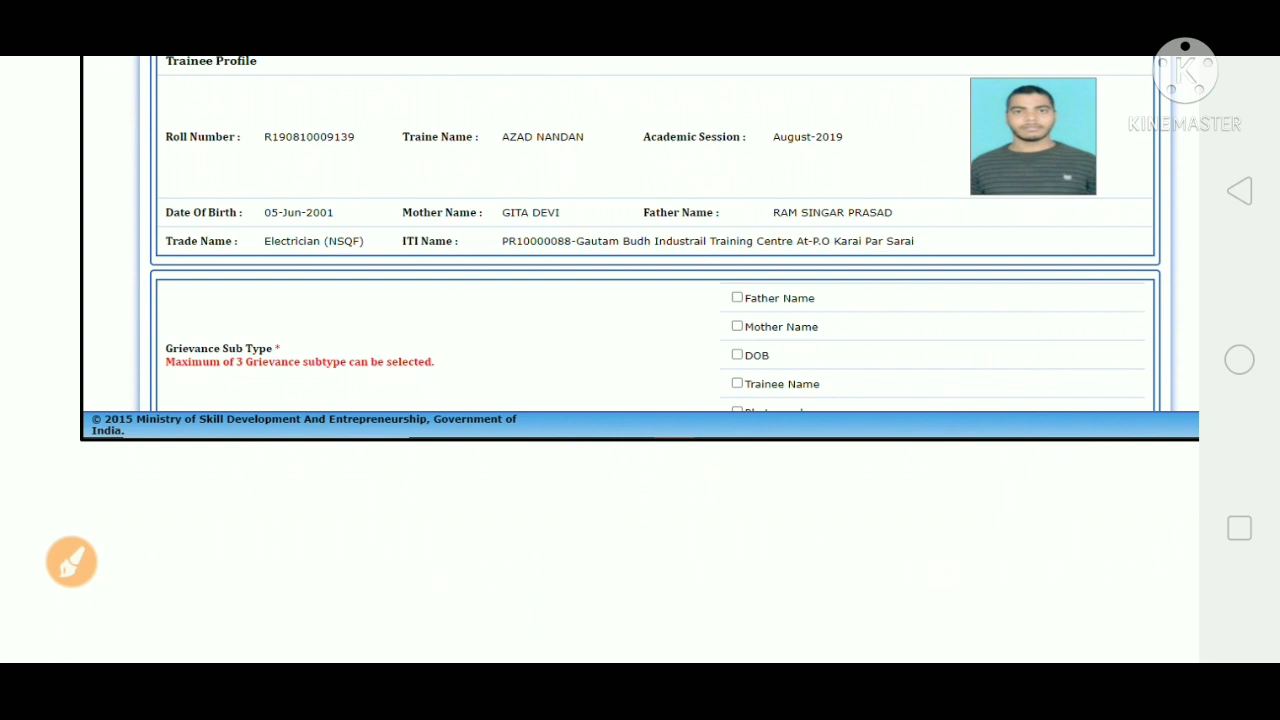 Trainee Profile
KINEMASTER
Roll Number : R190810009139 Traine Name : AZAD NANDAN Academic Session : August-2019
Date Of Birth : 05-Jun-2001 Mother Name : GITA DEVI Father Name : RAM SINGAR PRASAD
Trade Name : Electrician (NSQF) ITI Name : PR10000088-Gautam Budh Industrail Training Centre At-P.O Karai Par Sarai
Father Name
Mother Name
Grievance Sub Type *
Maximum of 3 Grievance subtype can be selected.
DOB
Trainee Name
© 2015 Ministry of Skill Development And Entrepreneurship, Government of
India.